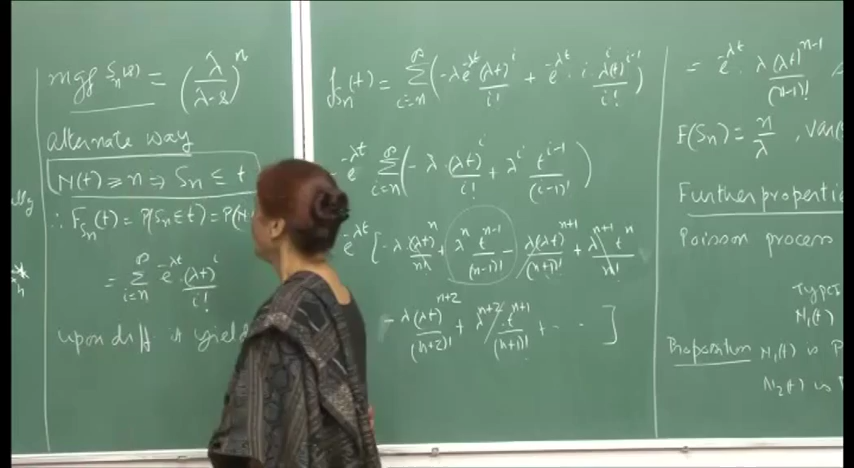 mgf S_n(s) = (λ/(λ-s))^n
alternate way
N(t) ≥ n ⇒ S_n ≤ t
∴ F_{S_n}(t) = P(S_n ≤ t) = P(N
= Σ_{i=n}^∞ e^{-λt} (λt)^i/i!
upon diff it yield
f_{S_n}(t) = Σ_{i=n}^∞ (-λe^{-λt} (λt)^i/i! + e^{-λt} · i · λ(λt)^{i-1}/i!)
e^{-λt} Σ_{i=n}^∞ (-λ · (λt)^i/i! + λ^i t^{i-1}/(i-1)!)
e^{-λt} [-λ · (λt)^n/n! + λ^n t^{n-1}/(n-1)! - λ(λt)^{n+1}/(n+1)! + λ^{n+1} t^n/n!
- λ(λt)^{n+2}/(n+2)! + λ^{n+2} t^{n+1}/(n+1)! + - - - ]
= e^{-λt} · λ(λt)^{n-1}/(n-1)!
E(S_n) = n/λ , Var(S
Further properti
Poisson process
Types
N_1(t)
Proposition N_1(t) is P
N_2(t) is